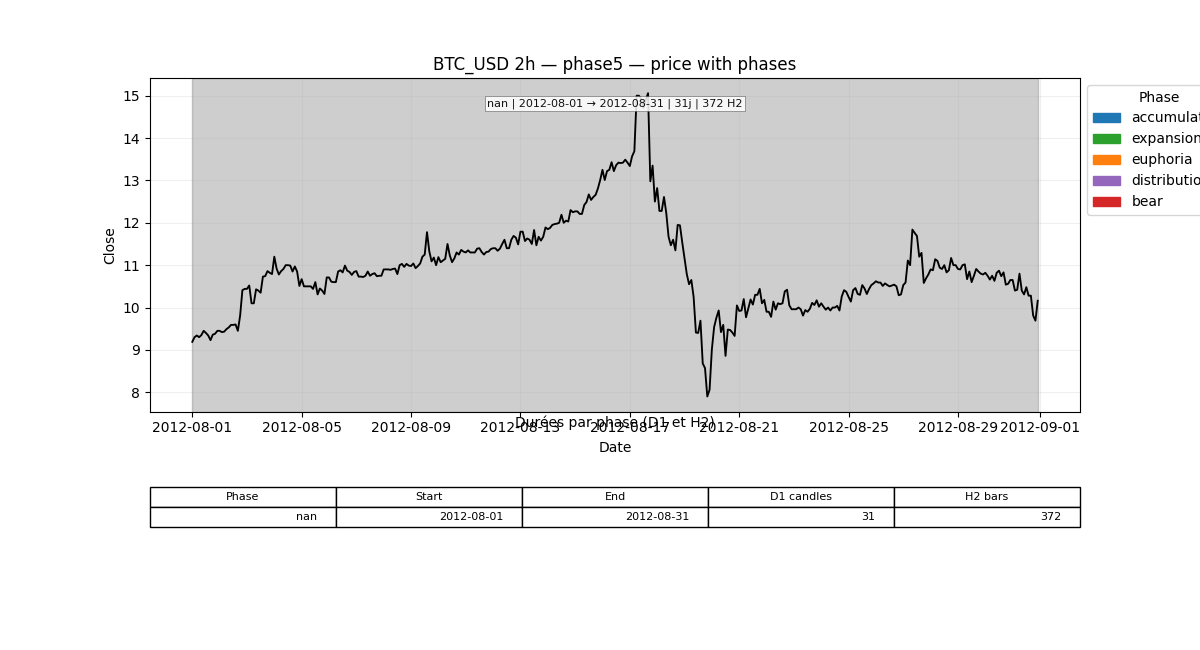 BTC_USD 2h — phase5 — price with phases
nan | 2012-08-01 → 2012-08-31 | 31j | 372 H2
Close
15
14
13
12
11
10
9
8
Phase
accumulat
expansion
euphoria
distributio
bear
2012-08-01 2012-08-05 2012-08-09 2012-08-13 2012-08-17 2012-08-21 2012-08-25 2012-08-29 2012-09-01
Durées par phase (D1 et H2)
Date
Phase Start End D1 candles H2 bars
nan 2012-08-01 2012-08-31 31 372